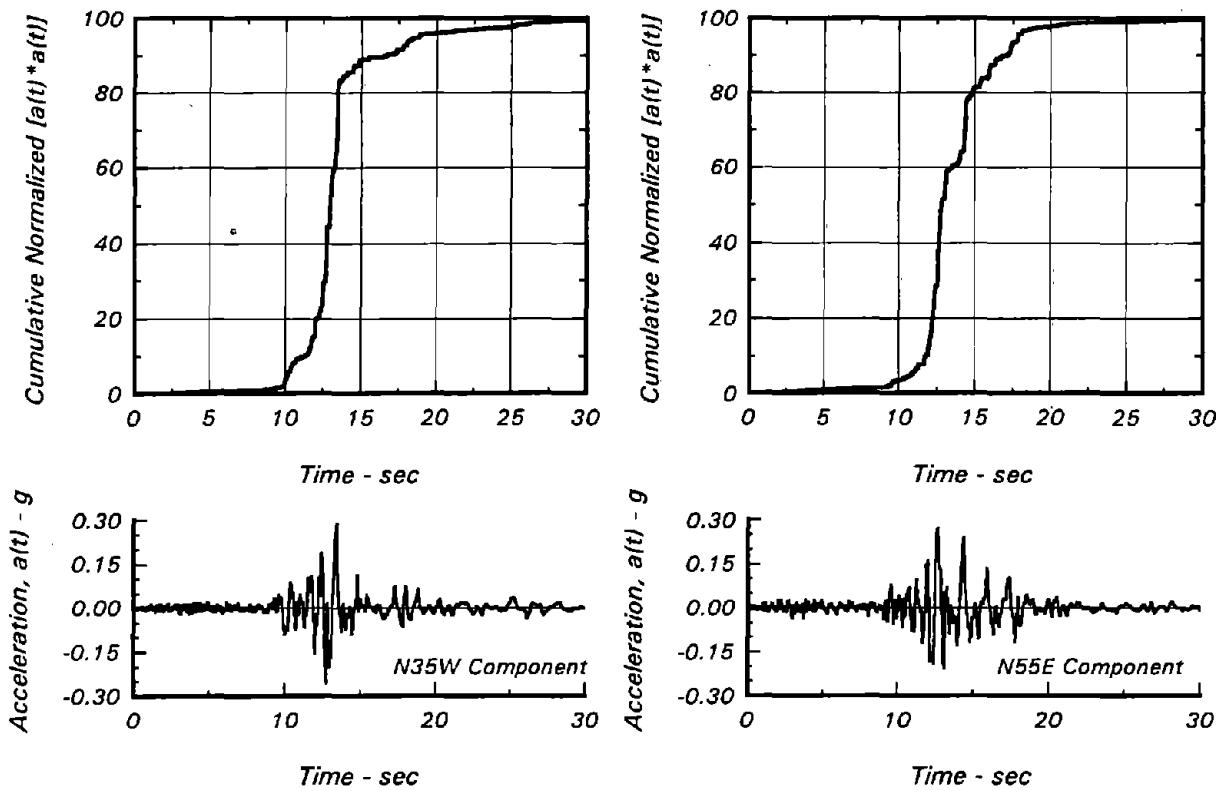 Cumulative Normalized [a(t)*a(t)]
100
80
60
40
20
0
0 5 10 15 20 25 30
Time - sec
Cumulative Normalized [a(t)*a(t)]
100
80
60
40
20
0
0 5 10 15 20 25 30
Time - sec
Acceleration, a(t) - g
0.30
0.15
0.00
-0.15
-0.30
N35W Component
0 10 20 30
Time - sec
Acceleration, a(t) - g
0.30
0.15
0.00
-0.15
-0.30
N55E Component
0 10 20 30
Time - sec